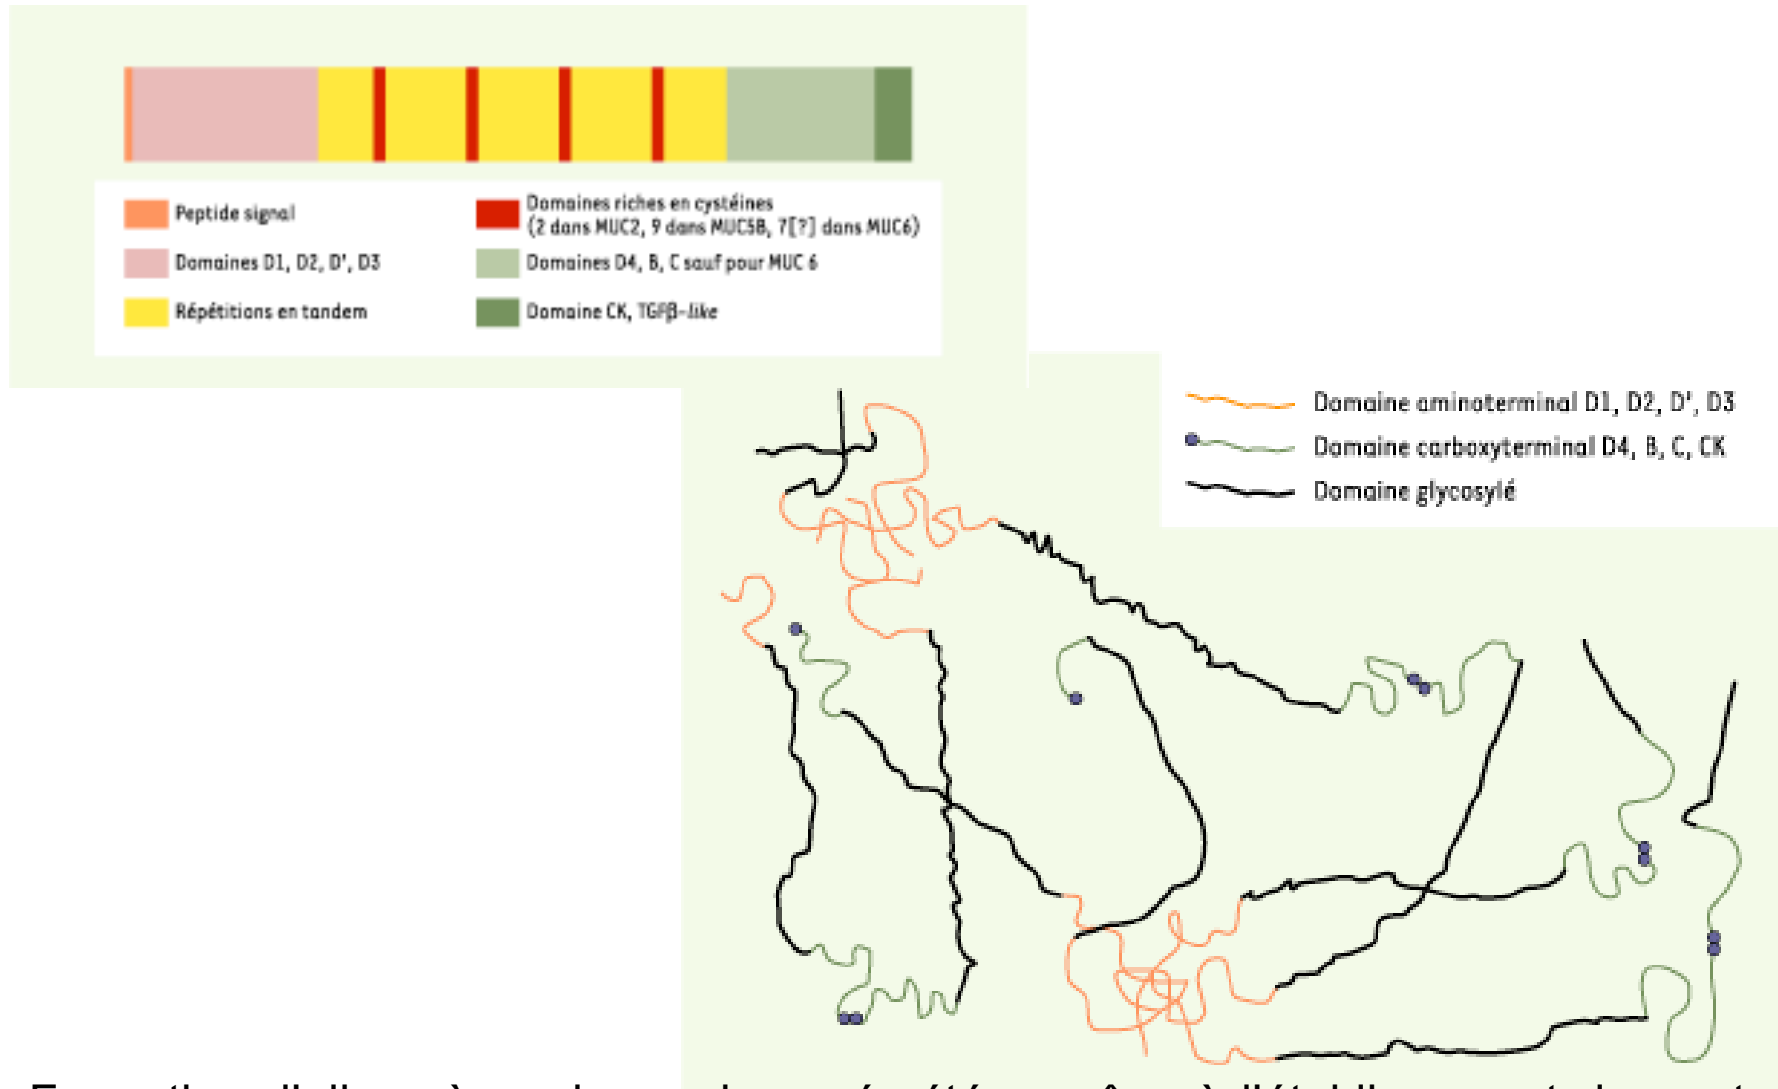 Peptide signal
Domaines D1, D2, D', D3
Répétitions en tandem
Domaines riches en cystéines
(2 dans MUC2, 9 dans MUC5B, 7[?] dans MUC6)
Domaines D4, B, C sauf pour MUC 6
Domaine CK, TGFβ-like
Domaine aminoterminal D1, D2, D', D3
Domaine carboxyterminal D4, B, C, CK
Domaine glycosylé